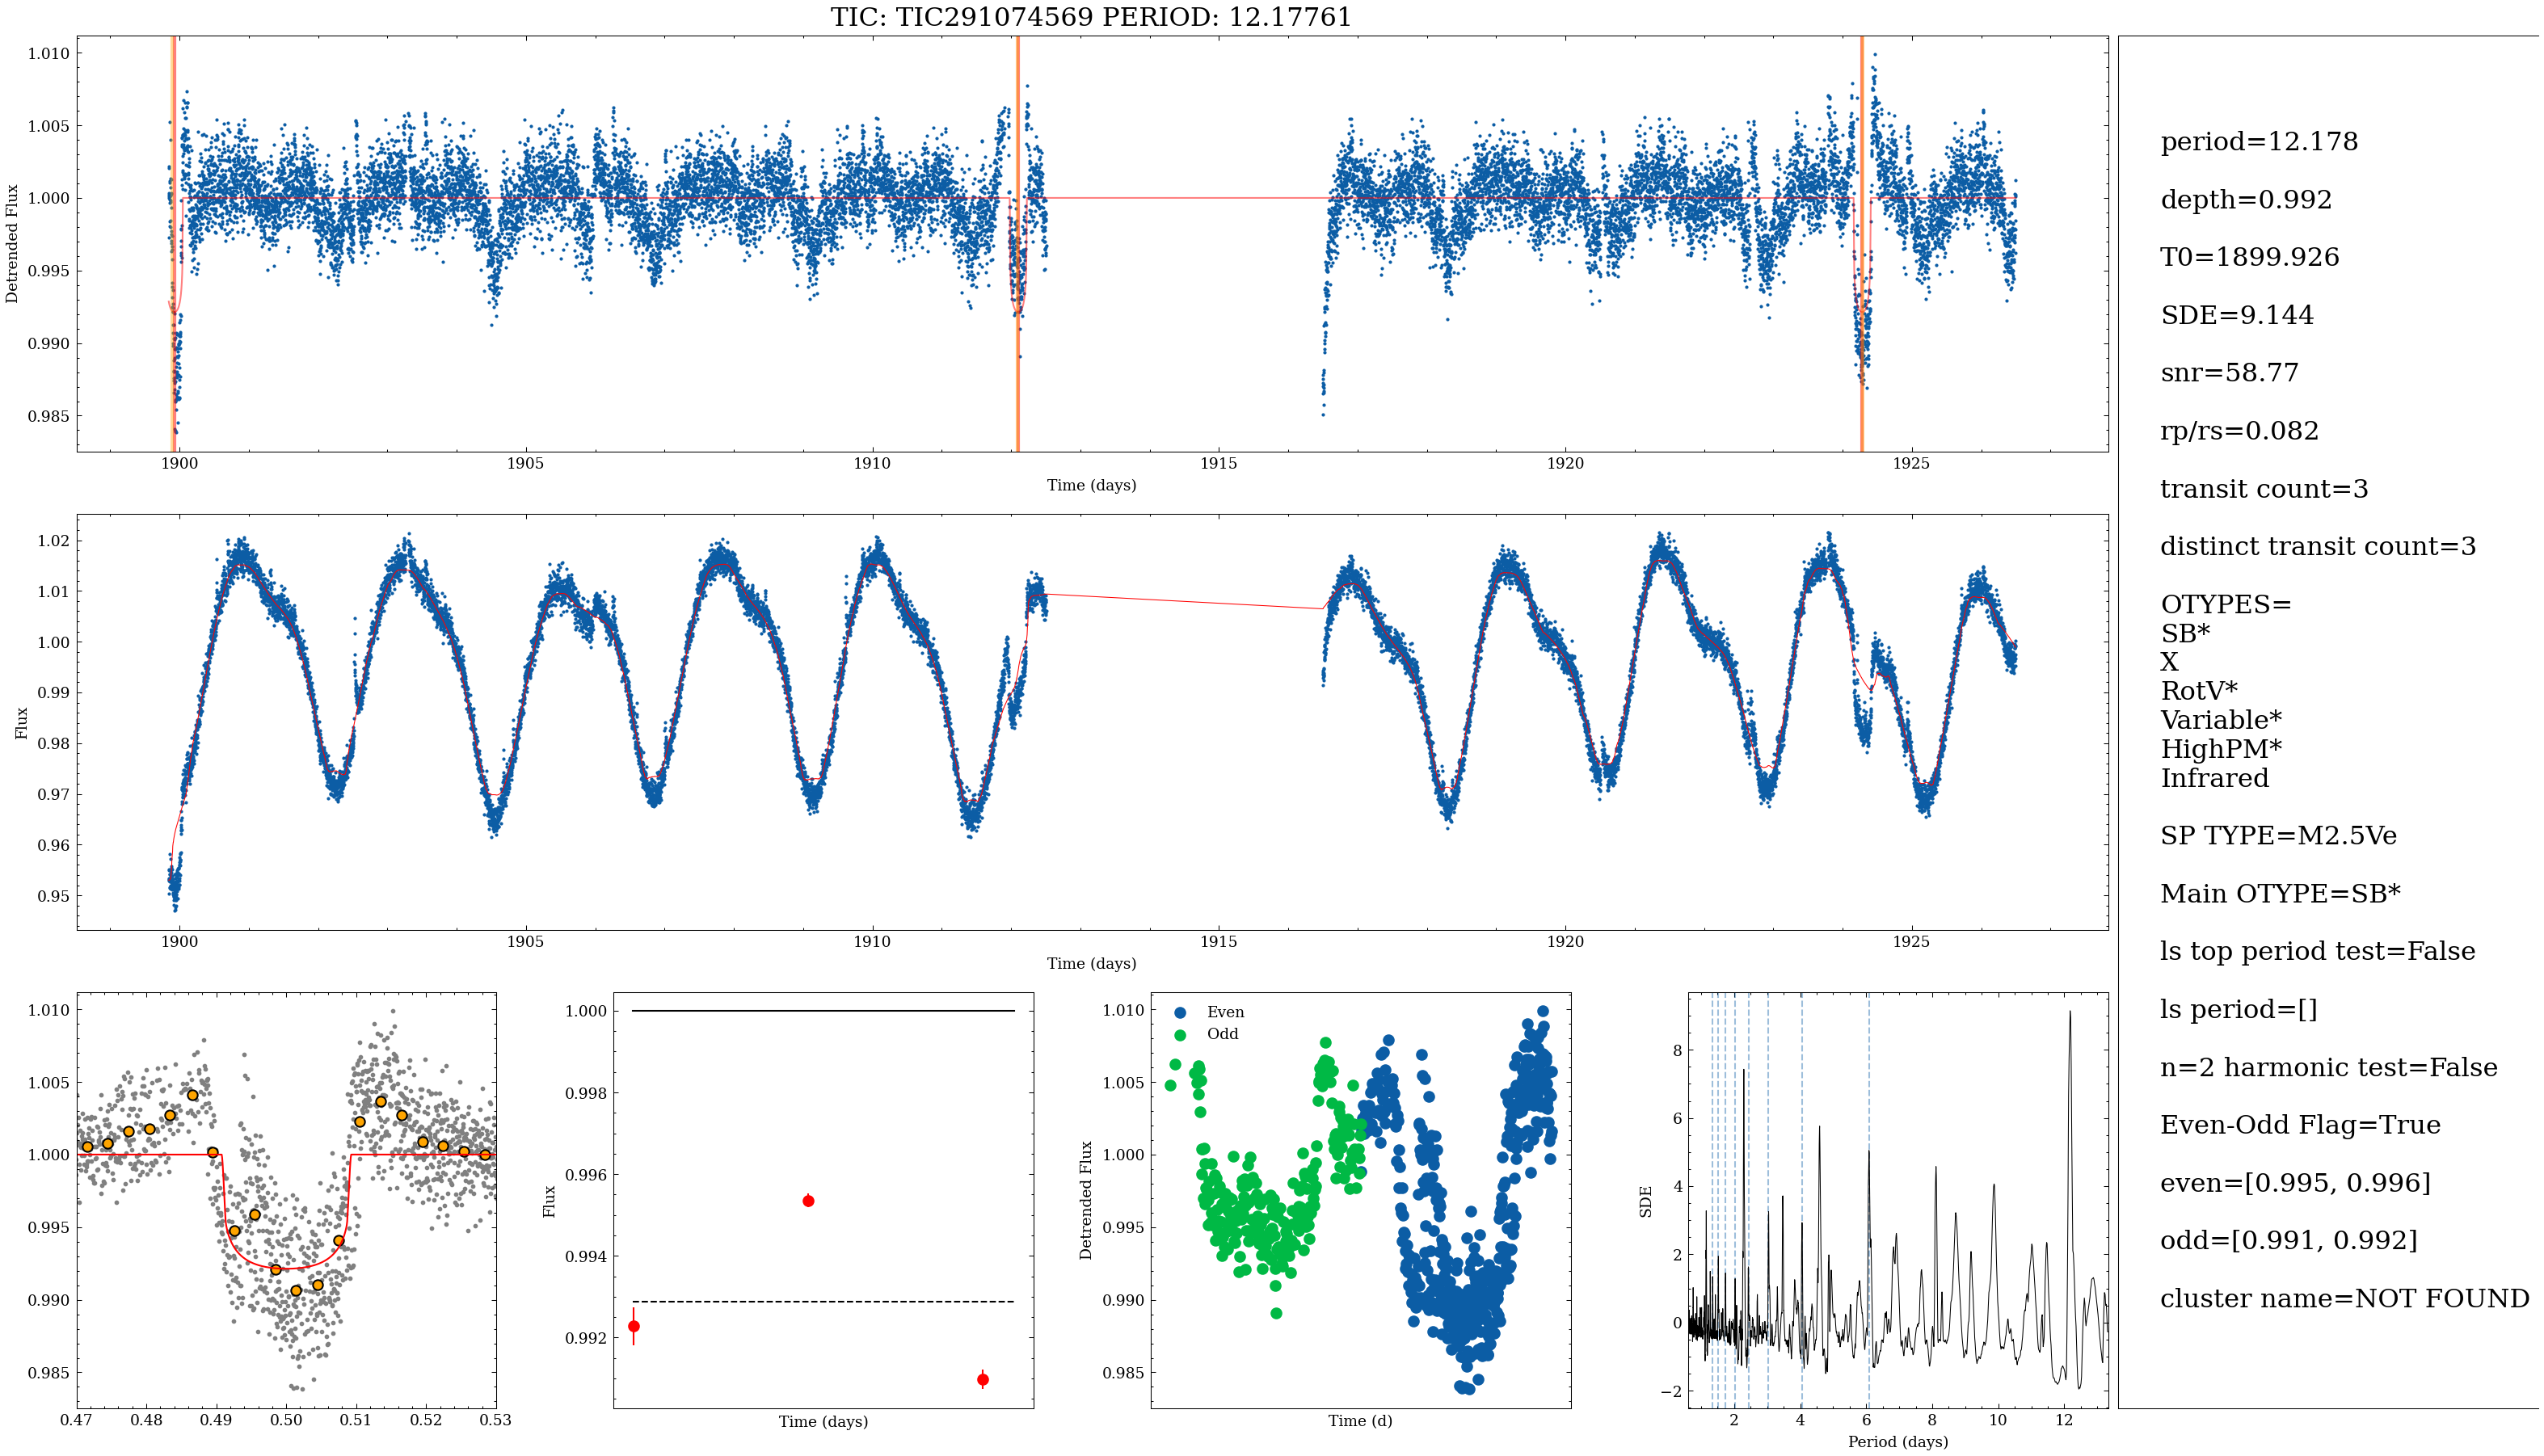 TIC: TIC291074569 PERIOD: 12.17761
1.010
1.005
1.000
0.995
0.990
0.985
Detrended Flux
1900
1905
1910
1915
1920
1925
Time (days)
1.02
1.01
1.00
0.99
0.98
0.97
0.96
0.95
Flux
1900
1905
1910
1915
1920
1925
Time (days)
1.010
1.005
1.000
0.995
0.990
0.985
0.47
0.48
0.49
0.50
0.51
0.52
0.53
1.000
0.998
0.996
0.994
0.992
Flux
Time (days)
1.010
1.005
1.000
0.995
0.990
0.985
Detrended Flux
Even
Odd
Time (d)
8
6
4
2
0
−2
SDE
2
4
6
8
10
12
Period (days)
period=12.178
depth=0.992
T0=1899.926
SDE=9.144
snr=58.77
rp/rs=0.082
transit count=3
distinct transit count=3
OTYPES=
SB*
X
RotV*
Variable*
HighPM*
Infrared
SP TYPE=M2.5Ve
Main OTYPE=SB*
ls top period test=False
ls period=[]
n=2 harmonic test=False
Even-Odd Flag=True
even=[0.995, 0.996]
odd=[0.991, 0.992]
cluster name=NOT FOUND